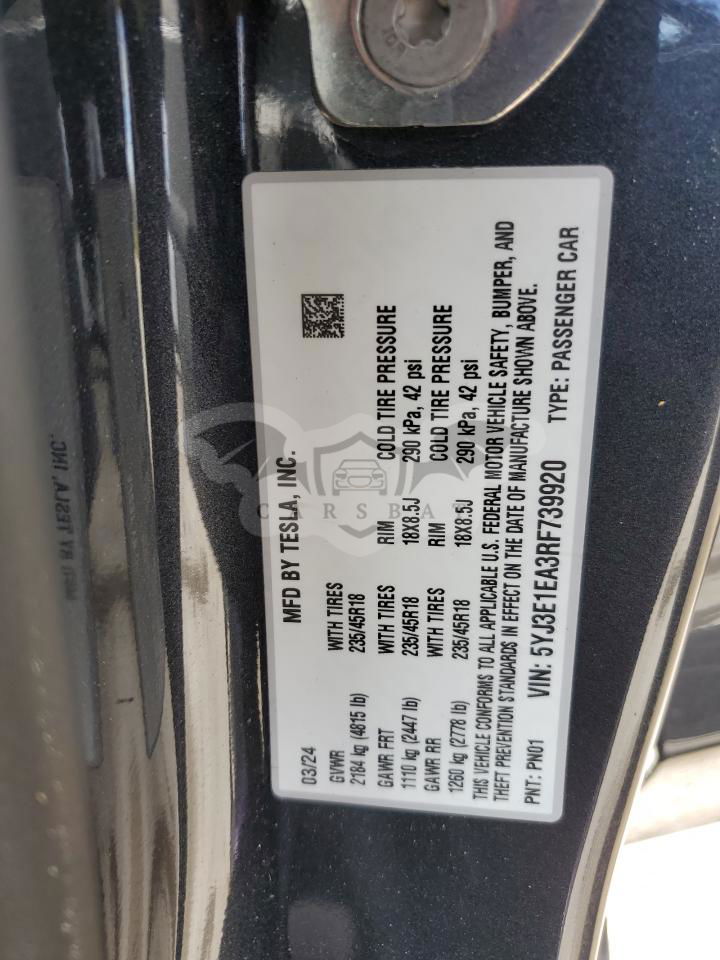 MFD BY TESLA, INC.
03/24
GVWR WITH TIRES
2184 kg (4815 lb) 235/45R18
GAWR FRT WITH TIRES RIM COLD TIRE PRESSURE
1110 kg (2447 lb) 235/45R18 18X8.5J 290 kPa, 42 psi
GAWR RR WITH TIRES RIM COLD TIRE PRESSURE
1260 kg (2778 lb) 235/45R18 18X8.5J 290 kPa, 42 psi
THIS VEHICLE CONFORMS TO ALL APPLICABLE U.S. FEDERAL MOTOR VEHICLE SAFETY, BUMPER, AND
THEFT PREVENTION STANDARDS IN EFFECT ON THE DATE OF MANUFACTURE SHOWN ABOVE.
PNT: PN01 VIN: 5YJ3E1EA3RF739920 TYPE: PASSENGER CAR